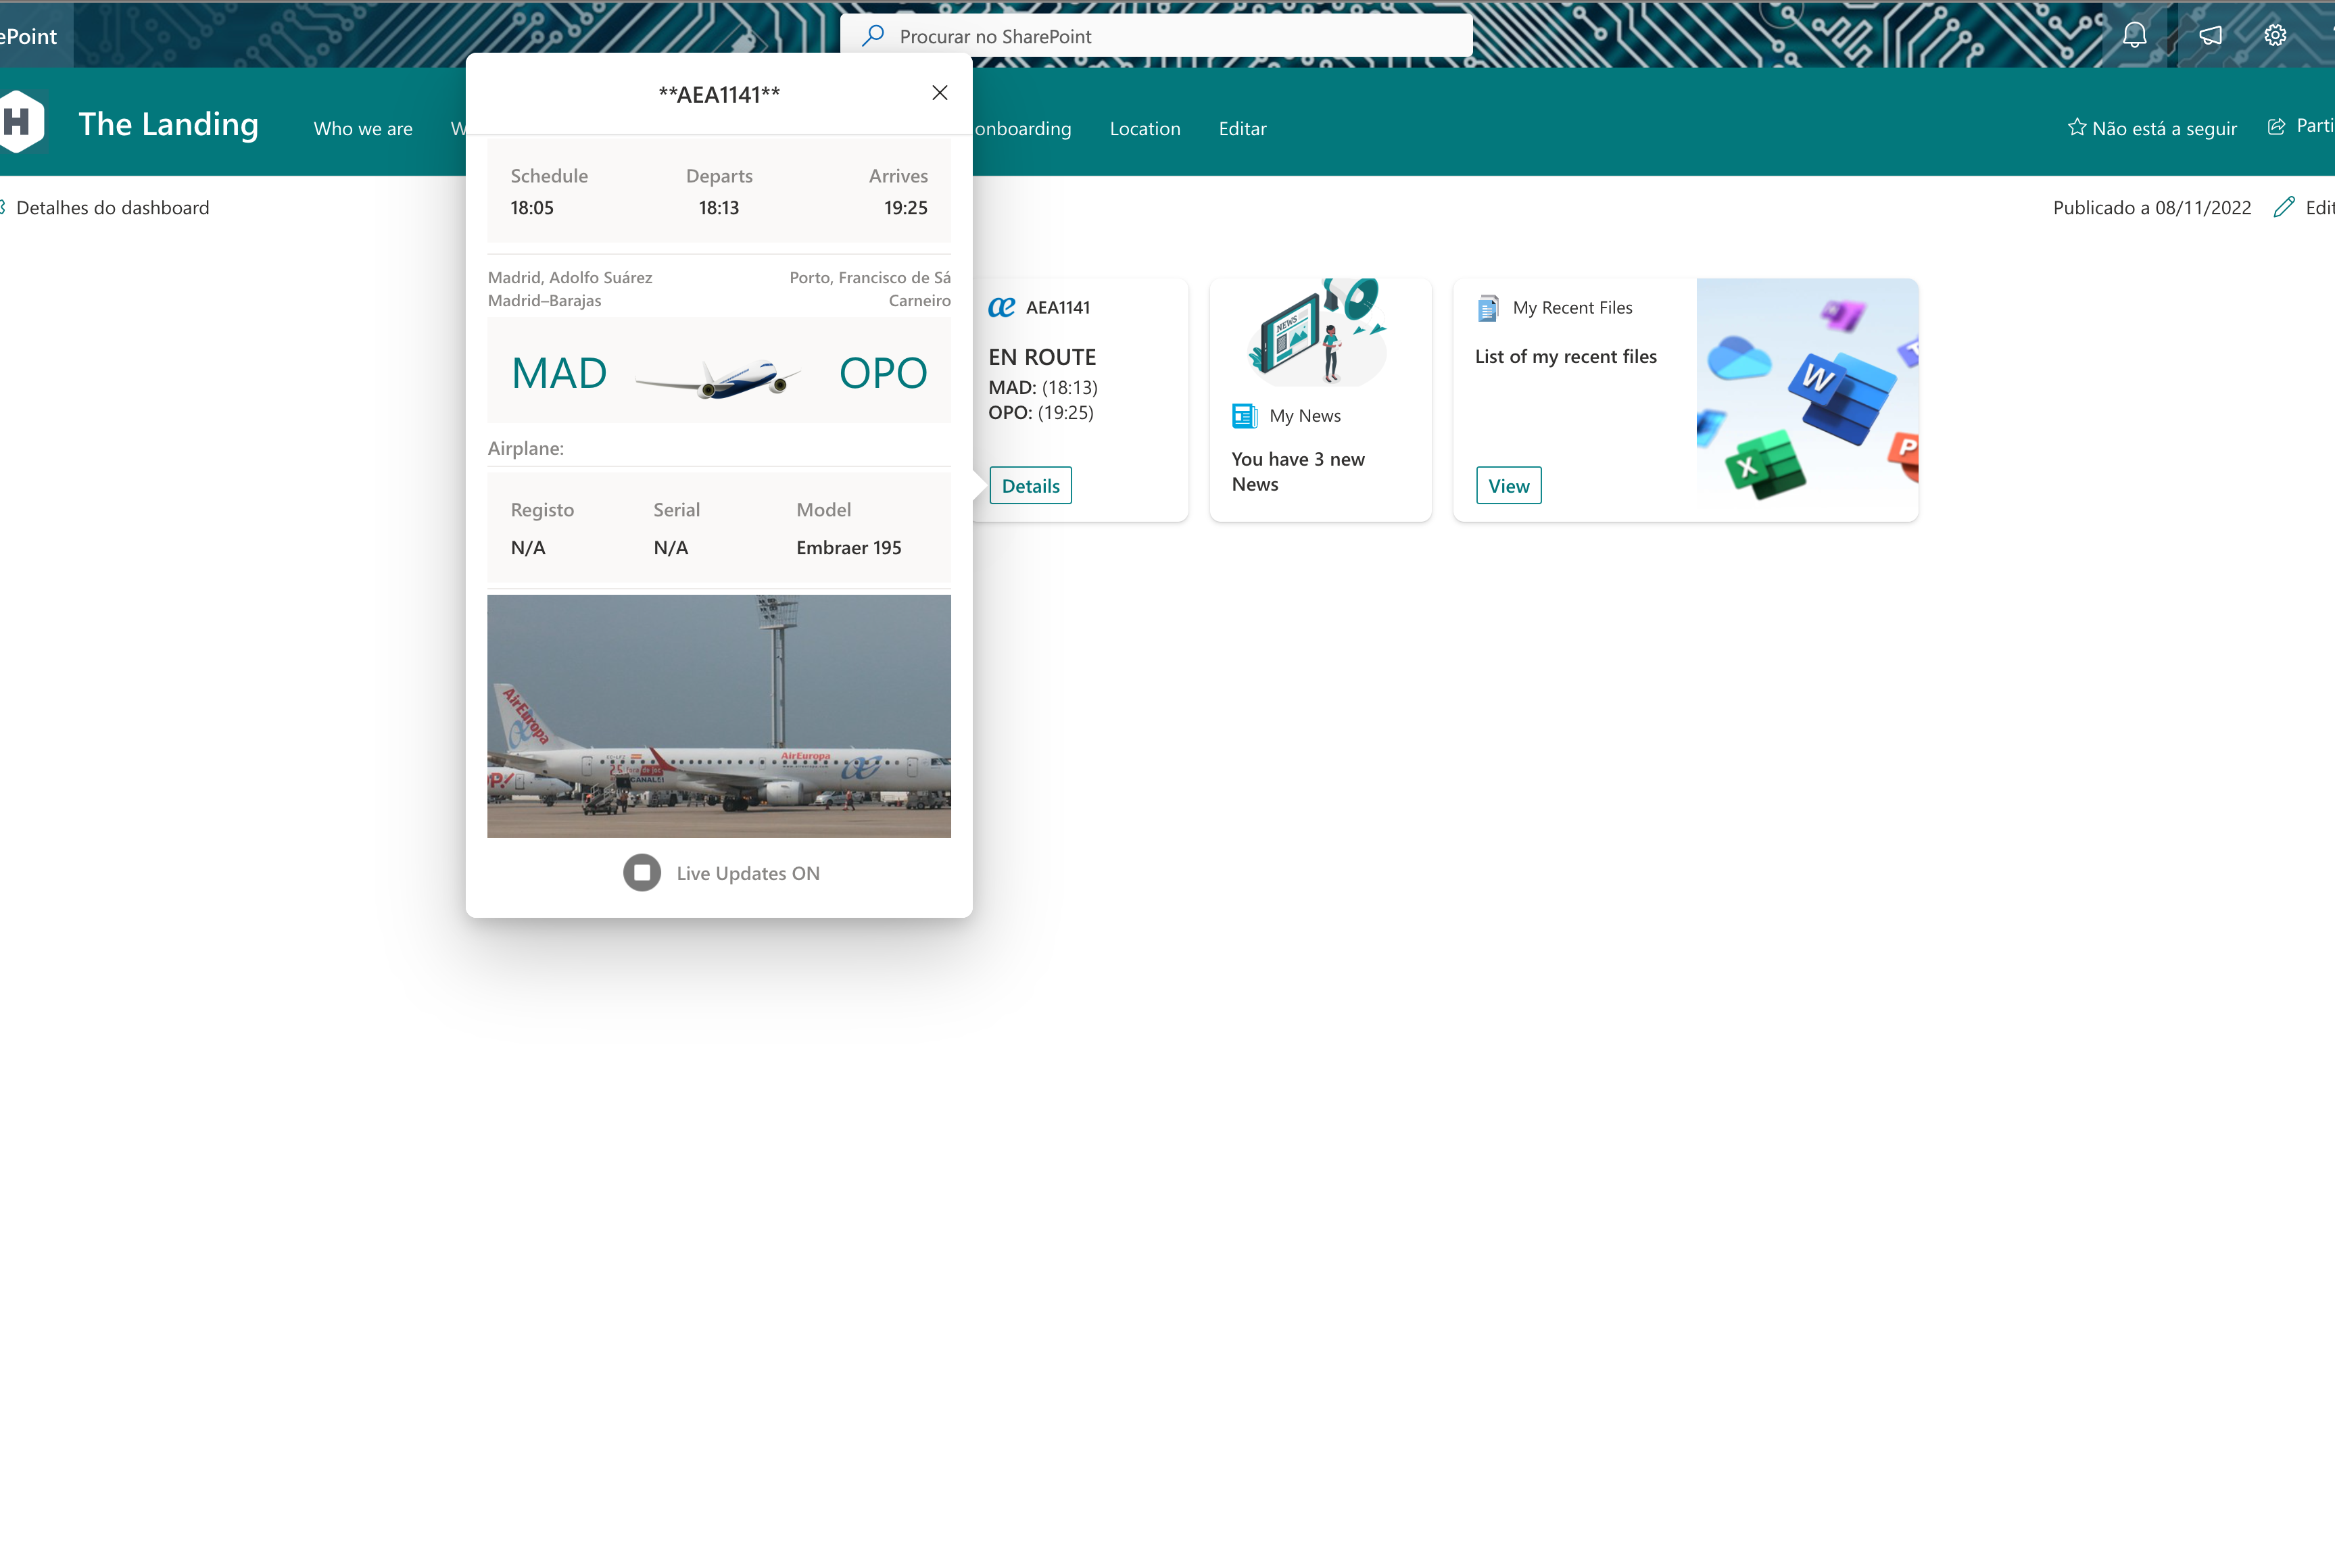 ePoint
Procurar no SharePoint
H
The Landing
Who we are
W
onboarding
Location
Editar
Não está a seguir
Parti
Detalhes do dashboard
Publicado a 08/11/2022
Edit
**AEA1141**
Schedule
Departs
Arrives
18:05
18:13
19:25
Madrid, Adolfo Suárez
Madrid–Barajas
Porto, Francisco de Sá
Carneiro
MAD
OPO
Airplane:
Registo
Serial
Model
N/A
N/A
Embraer 195
AirEuropa
AirEuropa
Live Updates ON
æ AEA1141
EN ROUTE
MAD: (18:13)
OPO: (19:25)
Details
NEWS
My News
You have 3 new
News
My Recent Files
List of my recent files
View
W
X
P
T